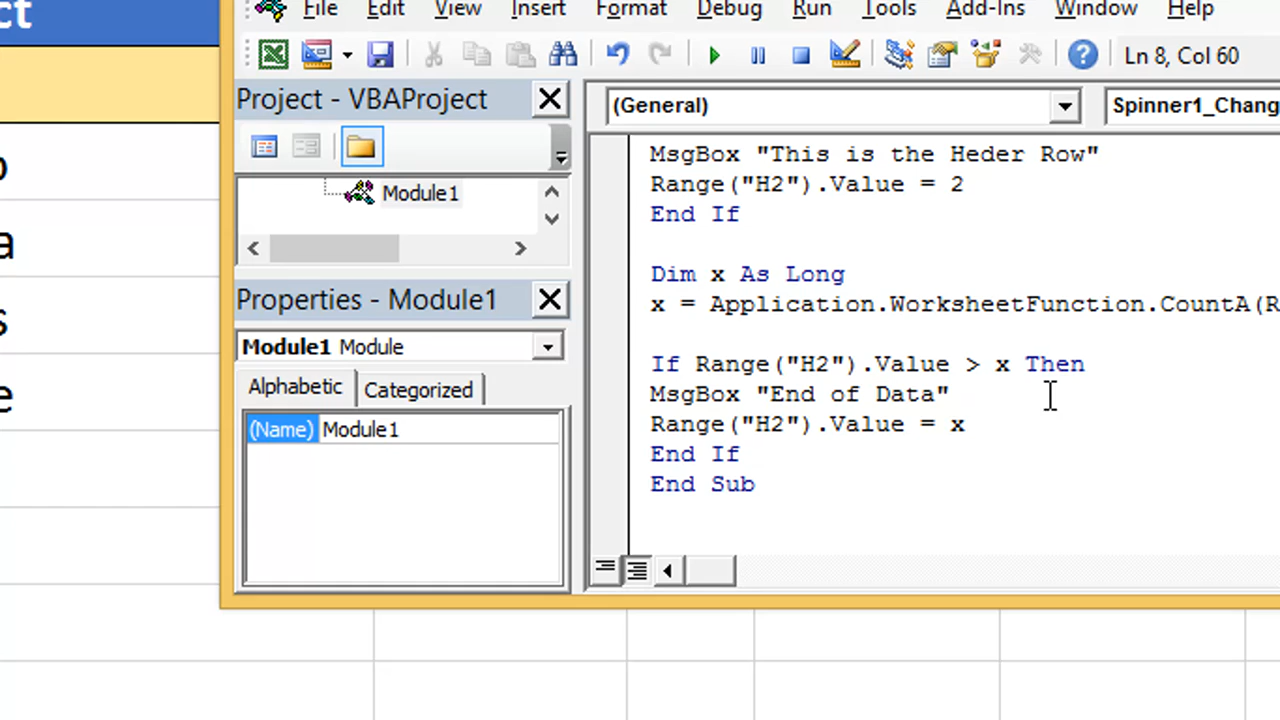 ct
File Edit View Insert Format Debug Run Tools Add-Ins Window Help
Ln 8, Col 60
Project - VBAProject
(General)
Spinner1_Chang
Module1
MsgBox "This is the Heder Row"
Range("H2").Value = 2
End If
Dim x As Long
x = Application.WorksheetFunction.CountA(R
If Range("H2").Value > x Then
MsgBox "End of Data"
Range("H2").Value = x
End If
End Sub
Properties - Module1
Module1 Module
Alphabetic Categorized
(Name) Module1
a
s
e